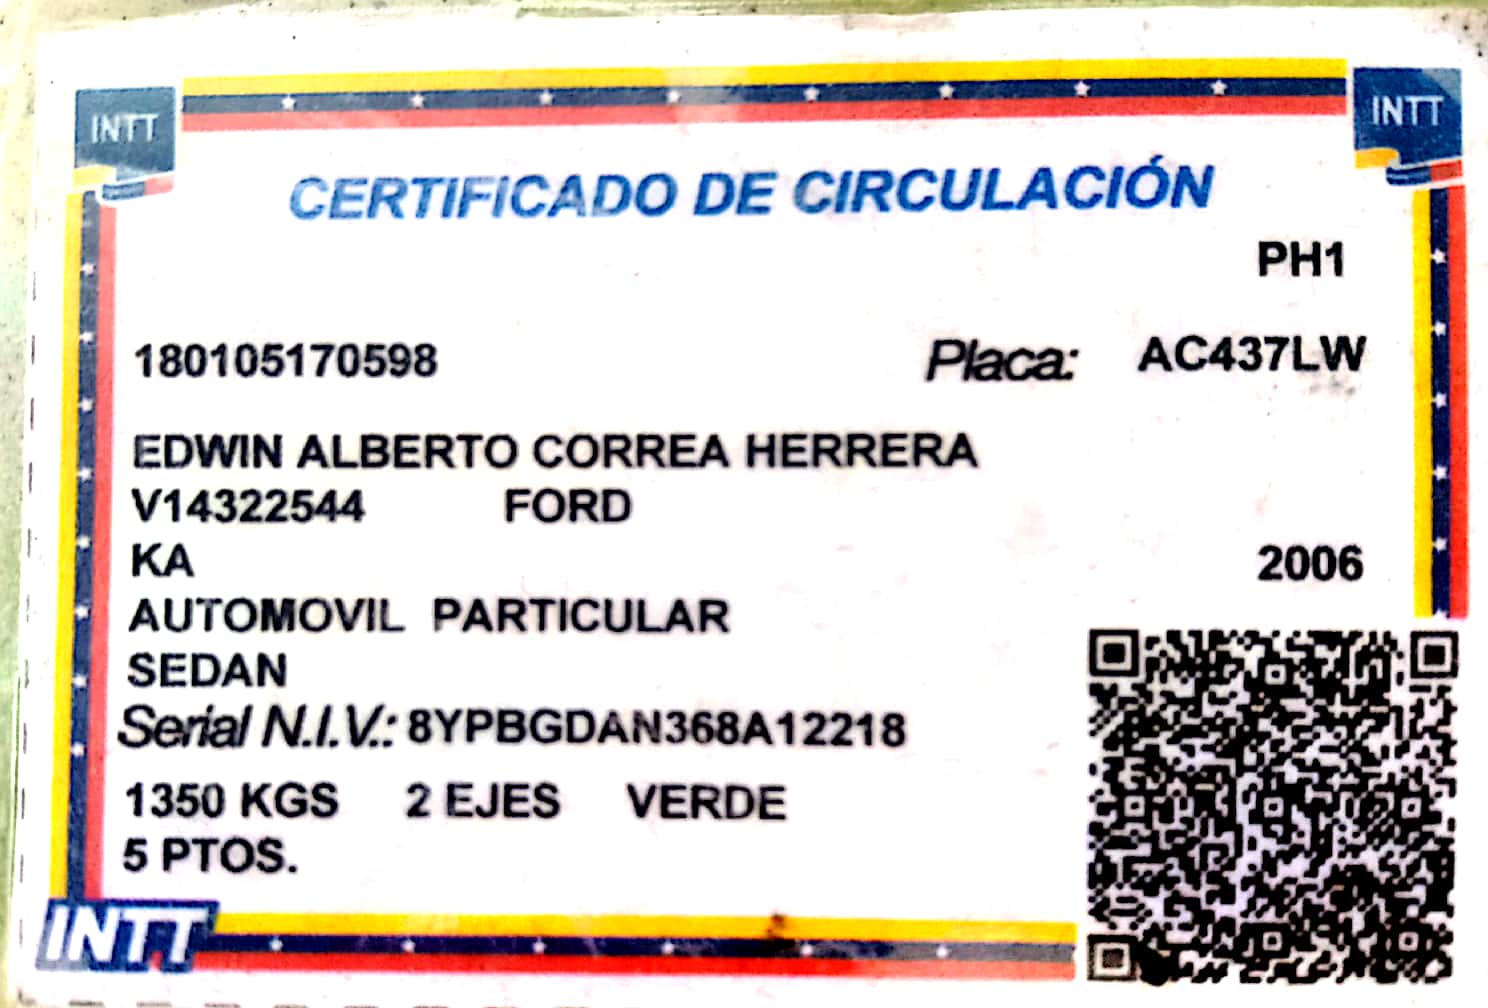 INTT INTT
CERTIFICADO DE CIRCULACIÓN
PH1
180105170598 Placa: AC437LW
EDWIN ALBERTO CORREA HERRERA
V14322544 FORD
KA 2006
AUTOMOVIL PARTICULAR
SEDAN
Serial N.I.V.: 8YPBGDAN368A12218
1350 KGS 2 EJES VERDE
5 PTOS.
INTT